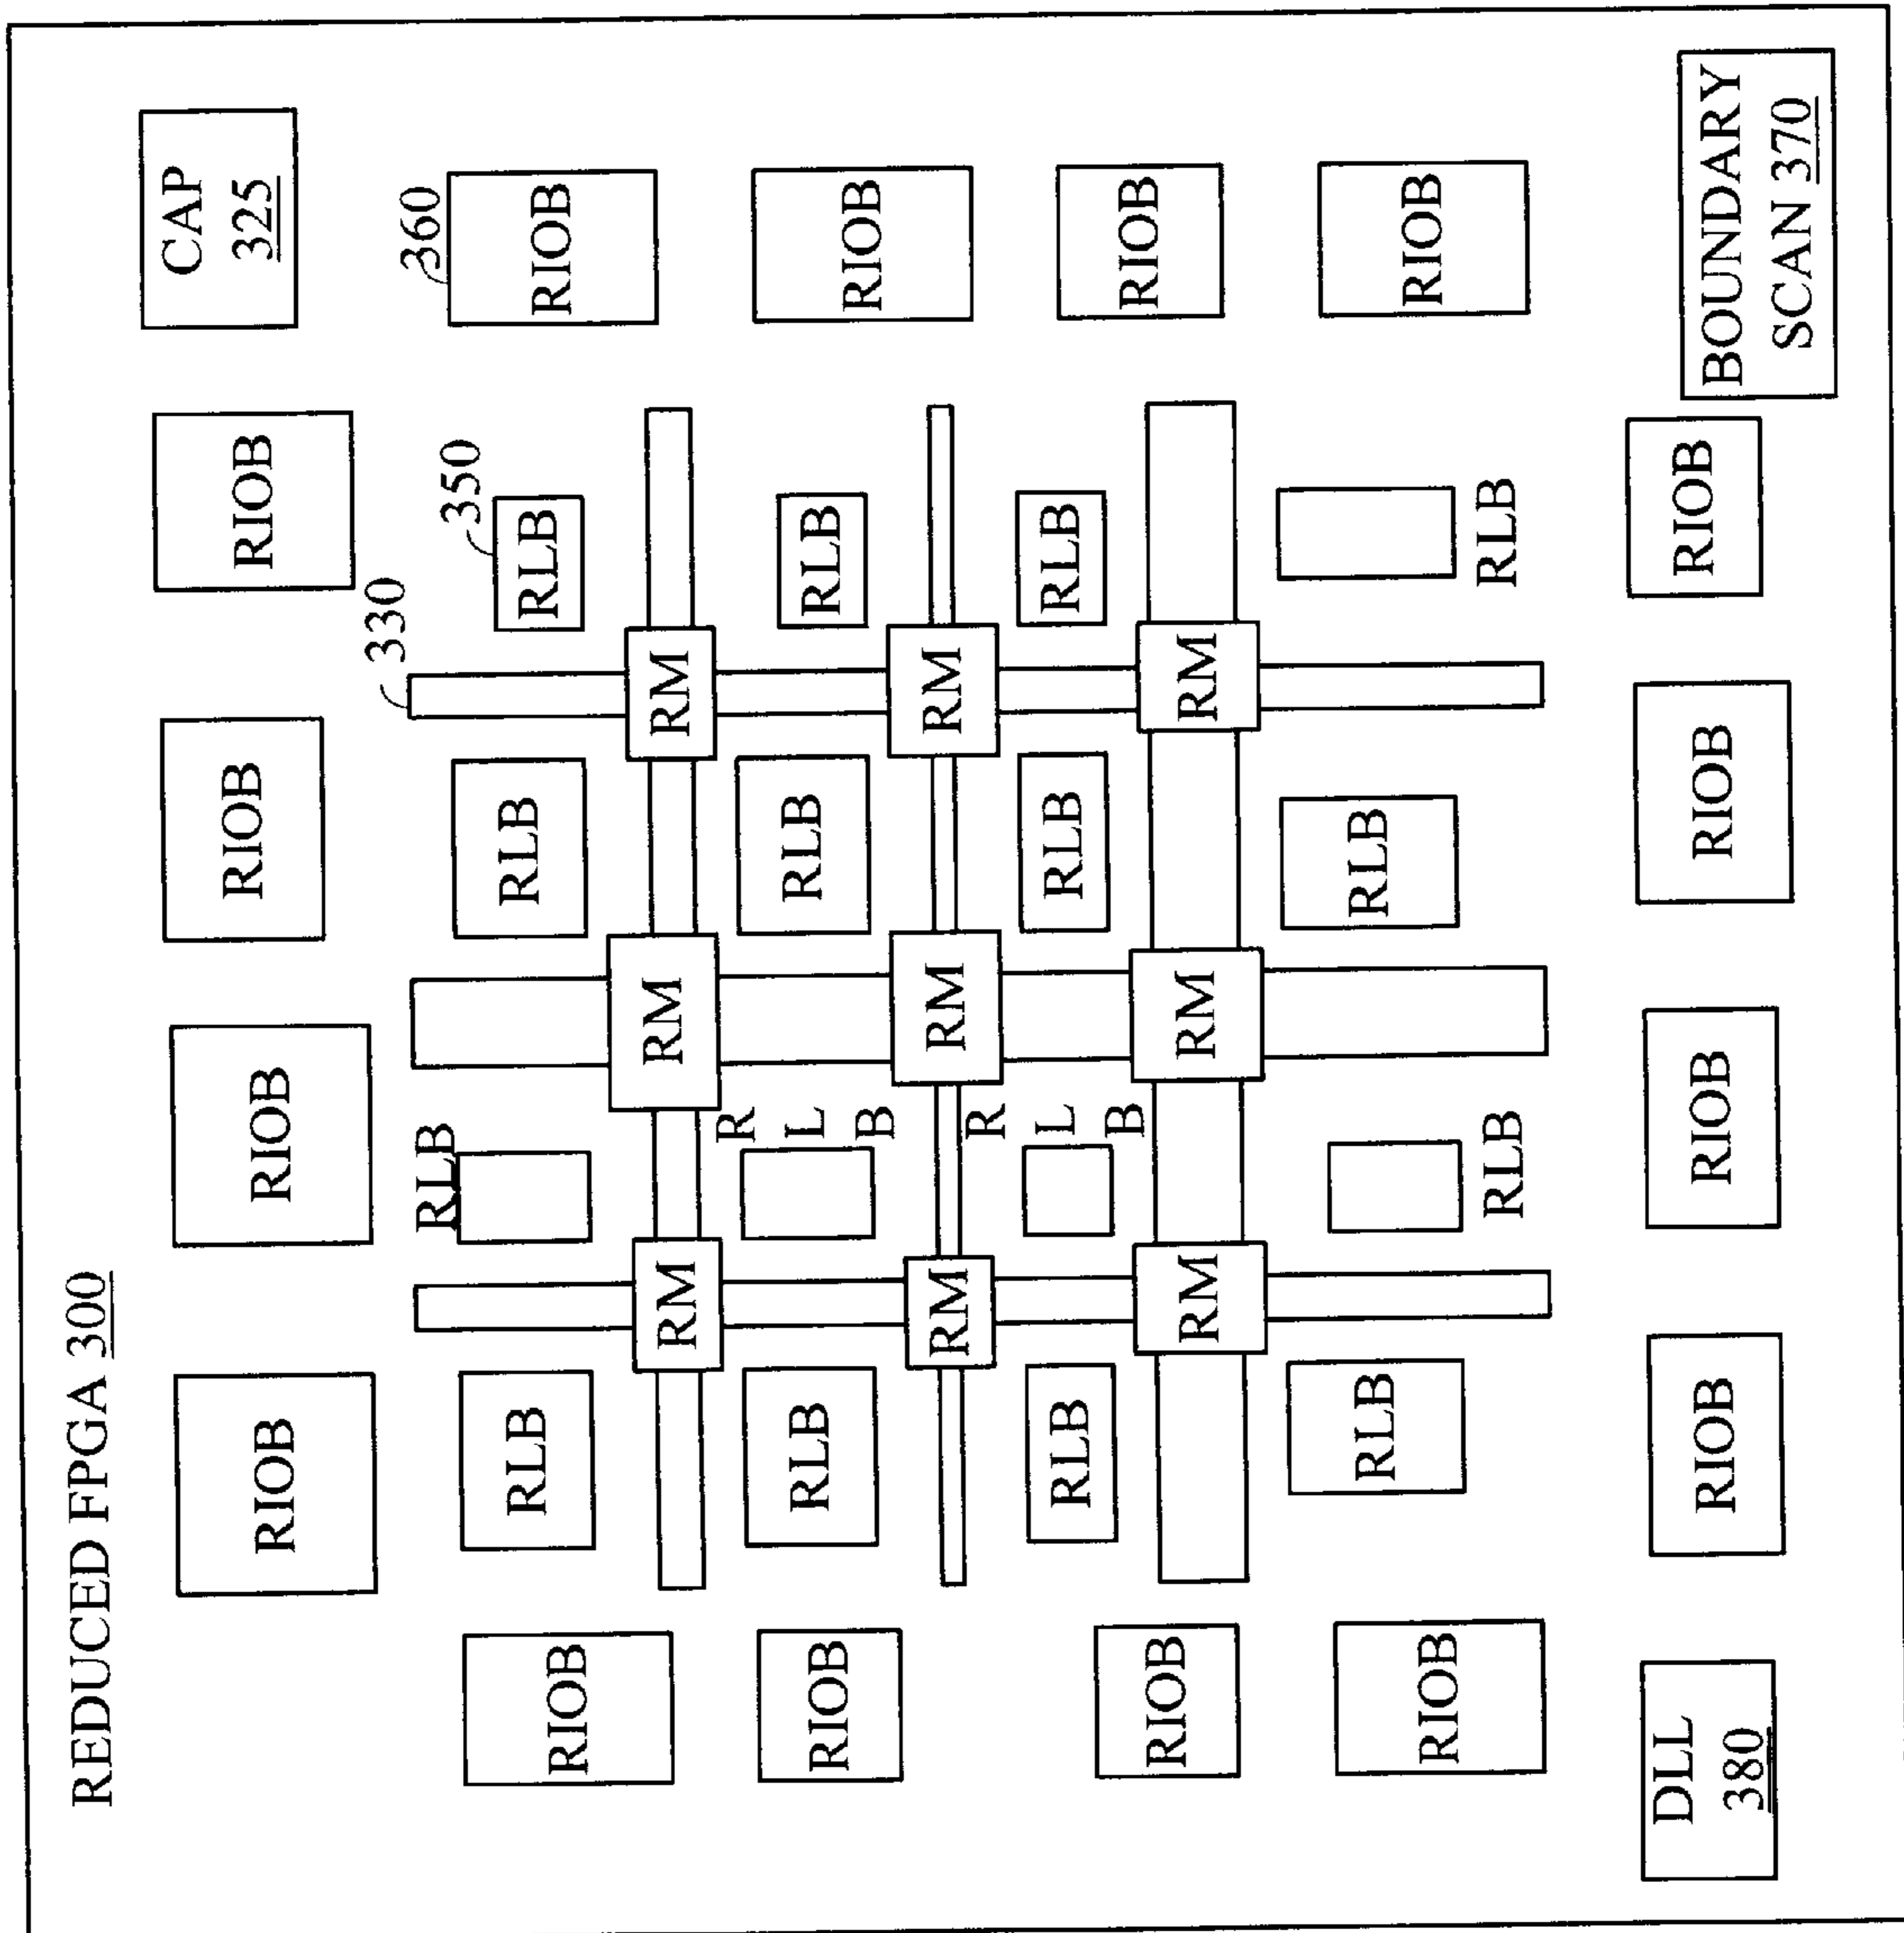 REDUCED FPGA 300
CAP
325
RIOB
RIOB
RIOB
RIOB
330
350
360
RIOB
RLB
RLB
RLB
RLB
RIOB
RM
RM
RM
RIOB
RLB
R
L
B
RLB
RLB
RIOB
RM
RM
RM
RIOB
RLB
R
L
B
RLB
RLB
RIOB
RM
RM
RM
RIOB
RLB
RLB
RLB
RLB
RIOB
DLL
380
RIOB
RIOB
RIOB
RIOB
BOUNDARY
SCAN 370